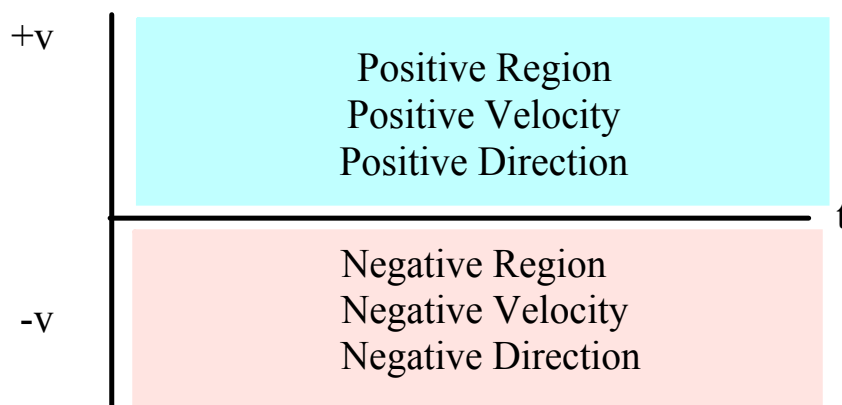 +v
Positive Region
Positive Velocity
Positive Direction
t
Negative Region
Negative Velocity
-v
Negative Direction